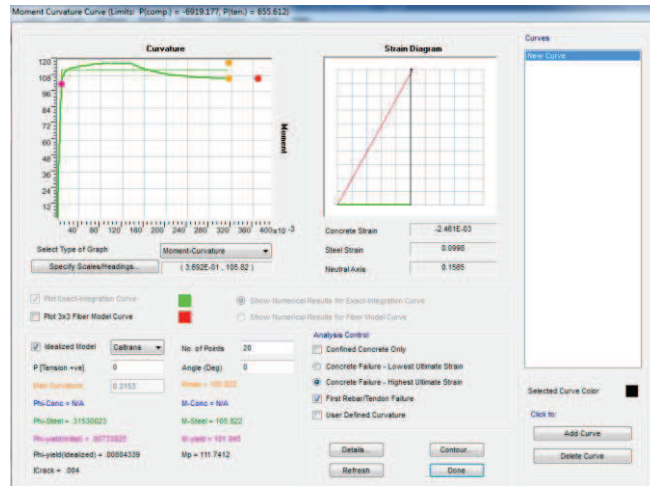 Moment Curvature Curve (Limits: P(comp.) = -6919.177, P(ten.) = 655.612)
Curvature
Strain Diagram
Curves
New Curve
120
108
96
84
72
60
48
36
24
12
Moment
40 80 120 160 200 240 280 320 360 400 x10 -3
Concrete Strain -2.461E-03
Select Type of Graph Moment-Curvature
Steel Strain 0.0998
Specify Scales/Headings... ( 3.692E-01 , 105.82 )
Neutral Axis 0.1585
Plot Exact-Integration Curve Show Numerical Results for Exact-Integration Curve
Plot 3x3 Fiber Model Curve Show Numerical Results for Fiber Model Curve
Idealized Model Caltrans No. of Points 20
P [Tension +ve] 0 Angle (Deg) 0
Max Curvature 0.3153 = 105.822
Phi-Conc = N/A M-Conc = N/A
Phi-Steel = .31530023 M-Steel = 105.822
M-yield =
Phi-yield(Idealized) = Mp = 111.7412
ICrack = .004
Analysis Control
Confined Concrete Only
Concrete Failure - Lowest Ultimate Strain
Concrete Failure - Highest Ultimate Strain
First Rebar/Tendon Failure
User Defined Curvature
Details... Contour...
Refresh Done
Selected Curve Color
Click to:
Add Curve
Delete Curve